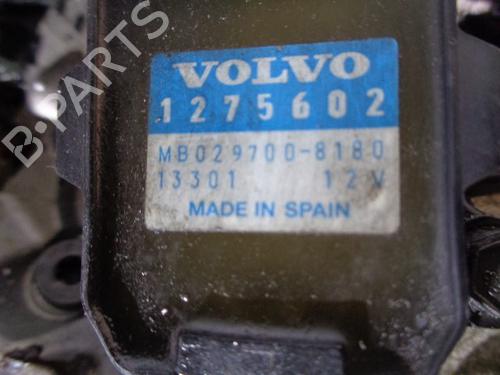 B-PARTS
VOLVO
1275602
MB029700-8180
13301 12V
MADE IN SPAIN